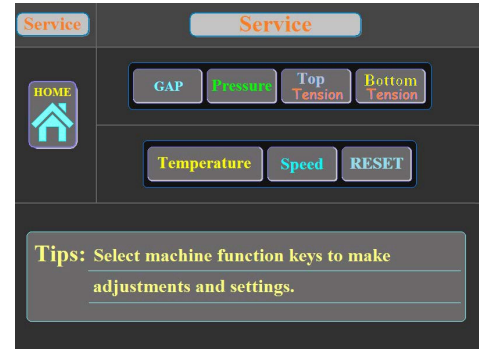 Service
Service
HOME
GAP
Pressure
Top
Tension
Bottom
Tension
Temperature
Speed
RESET
Tips: Select machine function keys to make
adjustments and settings.